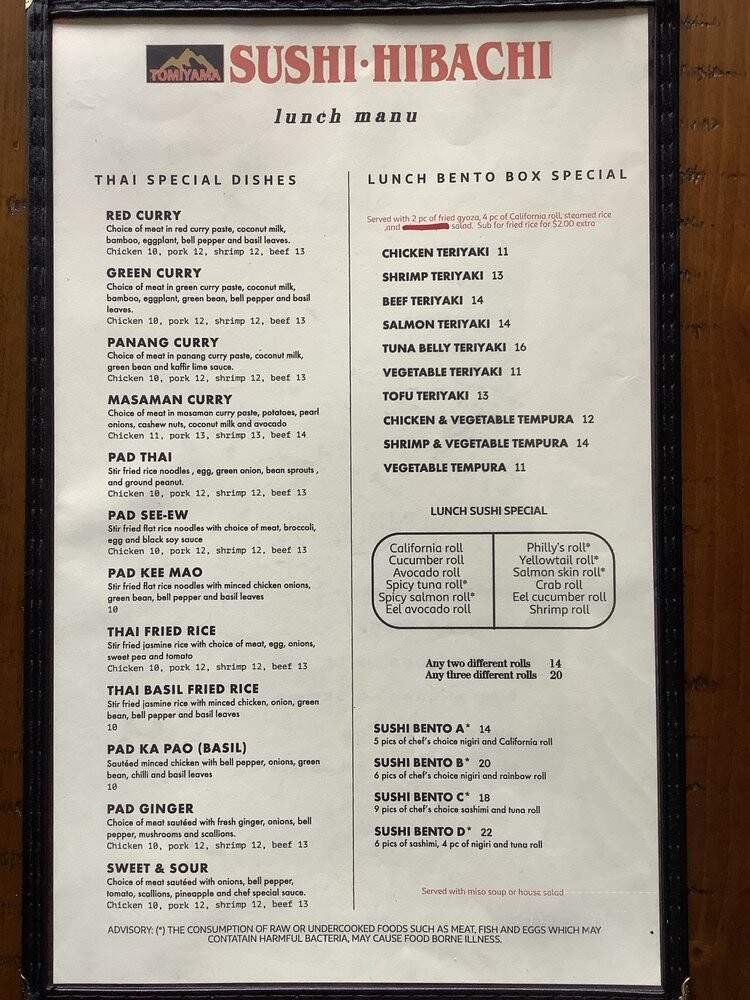 TOMIYAMA SUSHI·HIBACHI
lunch manu
THAI SPECIAL DISHES
RED CURRY
Choice of meat in red curry paste, coconut milk,
bamboo, eggplant, bell pepper and basil leaves.
Chicken 10, pork 12, shrimp 12, beef 13
GREEN CURRY
Choice of meat in green curry paste, coconut milk,
bamboo, eggplant, green bean, bell pepper and basil
leaves.
Chicken 10, pork 12, shrimp 12, beef 13
PANANG CURRY
Choice of meat in panang curry paste, coconut milk,
green bean and kaffir lime sauce.
Chicken 10, pork 12, shrimp 12, beef 13
MASAMAN CURRY
Choice of meat in masaman curry paste, potatoes, pearl
onions, cashew nuts, coconut milk and avocado
Chicken 11, pork 13, shrimp 13, beef 14
PAD THAI
Stir fried rice noodles , egg, green onion, bean sprouts ,
and ground peanut.
Chicken 10, pork 12, shrimp 12, beef 13
PAD SEE-EW
Stir fried flat rice noodles with choice of meat, broccoli,
egg and black soy sauce
Chicken 10, pork 12, shrimp 12, beef 13
PAD KEE MAO
Stir fried flat rice noodles with minced chicken onions,
green bean, bell pepper and basil leaves
10
THAI FRIED RICE
Stir fried jasmine rice with choice of meat, egg, onions,
sweet pea and tomato
Chicken 10, pork 12, shrimp 12, beef 13
THAI BASIL FRIED RICE
Stir fried jasmine rice with minced chicken, onion, green
bean, bell pepper and basil leaves
10
PAD KA PAO (BASIL)
Sautéed minced chicken with bell pepper, onions, green
bean, chilli and basil leaves
10
PAD GINGER
Choice of meat sautéed with fresh ginger, onions, bell
pepper, mushrooms and scallions.
Chicken 10, pork 12, shrimp 12, beef 13
SWEET & SOUR
Choice of meat sautéed with onions, bell pepper,
tomato, scallions, pineapple and chef special sauce.
Chicken 10, pork 12, shrimp 12, beef 13
LUNCH BENTO BOX SPECIAL
Served with 2 pc of fried gyoza, 4 pc of California roll, steamed rice
,and salad. Sub for fried rice for $2.00 extra
CHICKEN TERIYAKI 11
SHRIMP TERIYAKI 13
BEEF TERIYAKI 14
SALMON TERIYAKI 14
TUNA BELLY TERIYAKI 16
VEGETABLE TERIYAKI 11
TOFU TERIYAKI 13
CHICKEN & VEGETABLE TEMPURA 12
SHRIMP & VEGETABLE TEMPURA 14
VEGETABLE TEMPURA 11
LUNCH SUSHI SPECIAL
California roll
Cucumber roll
Avocado roll
Spicy tuna roll*
Spicy salmon roll*
Eel avocado roll
Philly's roll*
Yellowtail roll*
Salmon skin roll*
Crab roll
Eel cucumber roll
Shrimp roll
Any two different rolls 14
Any three different rolls 20
SUSHI BENTO A* 14
5 pics of chef's choice nigiri and California roll
SUSHI BENTO B* 20
6 pics of chef's choice nigiri and rainbow roll
SUSHI BENTO C* 18
9 pics of chef's choice sashimi and tuna roll
SUSHI BENTO D* 22
6 pics of sashimi, 4 pc of nigiri and tuna roll
Served with miso soup or house salad
ADVISORY: (*) THE CONSUMPTION OF RAW OR UNDERCOOKED FOODS SUCH AS MEAT, FISH AND EGGS WHICH MAY
CONTATAIN HARMFUL BACTERIA, MAY CAUSE FOOD BORNE ILLNESS.